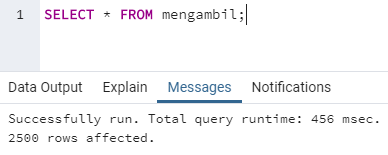 1 SELECT * FROM mengambil;
Data Output Explain Messages Notifications
Successfully run. Total query runtime: 456 msec.
2500 rows affected.